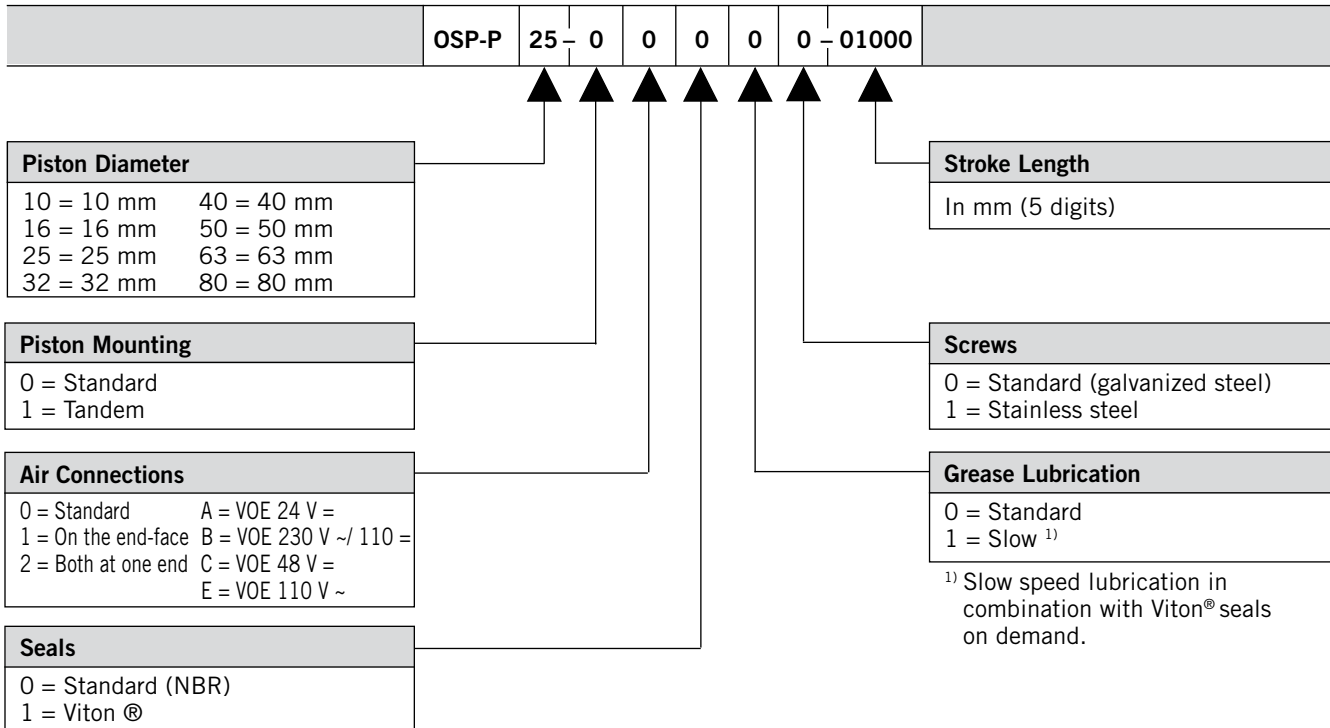 OSP-P 25 – 0 0 0 0 0 – 01000
Piston Diameter
10 = 10 mm 40 = 40 mm
16 = 16 mm 50 = 50 mm
25 = 25 mm 63 = 63 mm
32 = 32 mm 80 = 80 mm
Piston Mounting
0 = Standard
1 = Tandem
Air Connections
0 = Standard A = VOE 24 V =
1 = On the end-face B = VOE 230 V ~/ 110 =
2 = Both at one end C = VOE 48 V =
E = VOE 110 V ~
Seals
0 = Standard (NBR)
1 = Viton ®
Stroke Length
In mm (5 digits)
Screws
0 = Standard (galvanized steel)
1 = Stainless steel
Grease Lubrication
0 = Standard
1 = Slow 1)
1) Slow speed lubrication in
combination with Viton® seals
on demand.